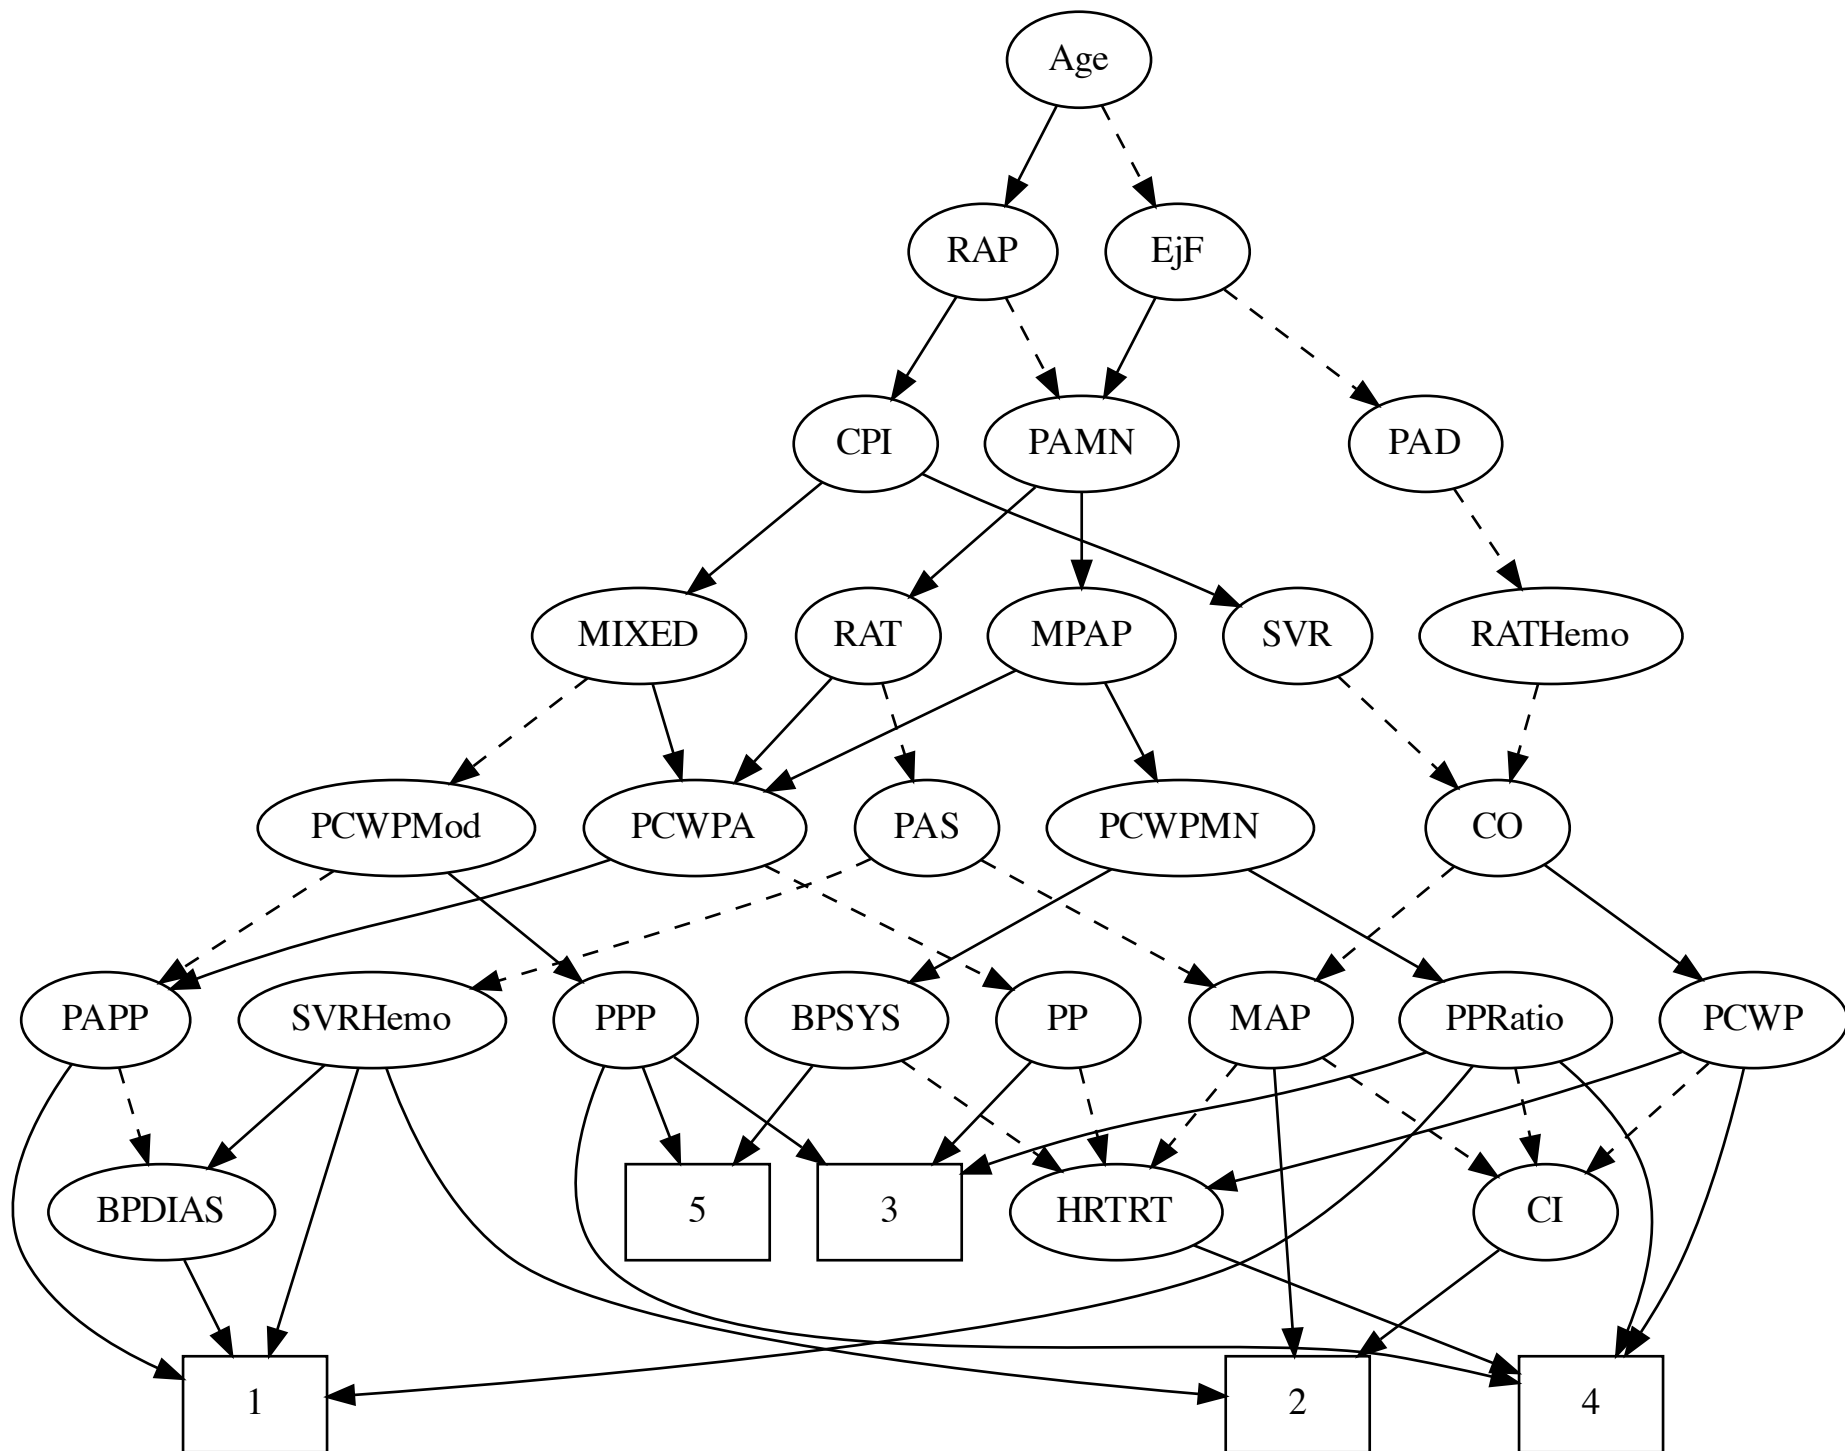 Age
RAP
EjF
CPI
PAMN
PAD
MIXED
RAT
MPAP
SVR
RATHemo
PCWPMod
PCWPA
PAS
PCWPMN
CO
PAPP
SVRHemo
PPP
BPSYS
PP
MAP
PPRatio
PCWP
BPDIAS
5
3
HRTRT
CI
1
2
4